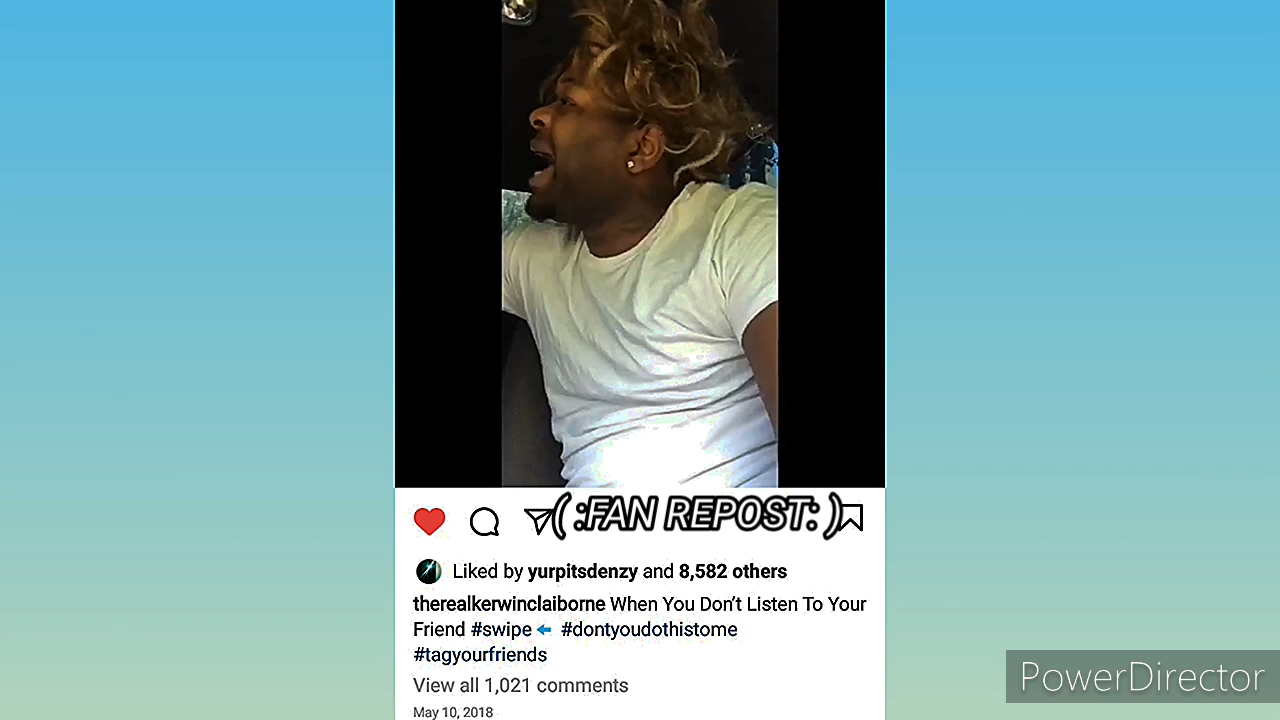 ( :FAN REPOST: )
Liked by yurpitsdenzy and 8,582 others
therealkerwinclaiborne When You Don't Listen To Your
Friend #swipe⬅ #dontyoudothistome
#tagyourfriends
View all 1,021 comments
May 10, 2018
PowerDirector